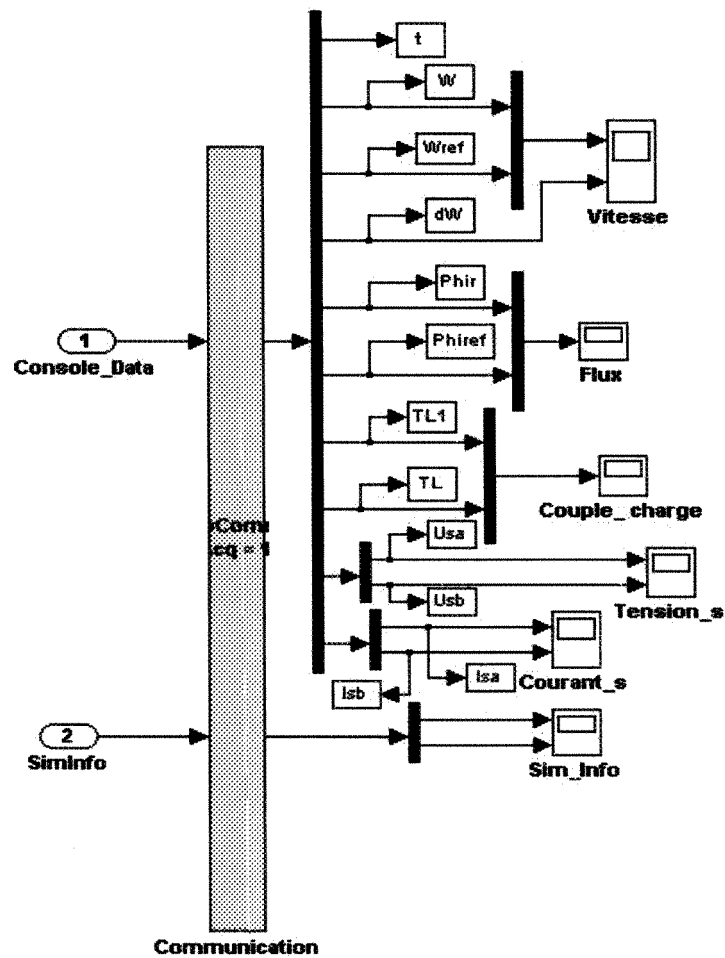 t
W
Wref
Vitesse
dW
Phir
1
Console_Data
Phiref
Flux
TL1
TL
Couple_charge
Usa
Usb
Tension_s
Isa
Isb
Courant_s
2
SimInfo
Sim_Info
Communication